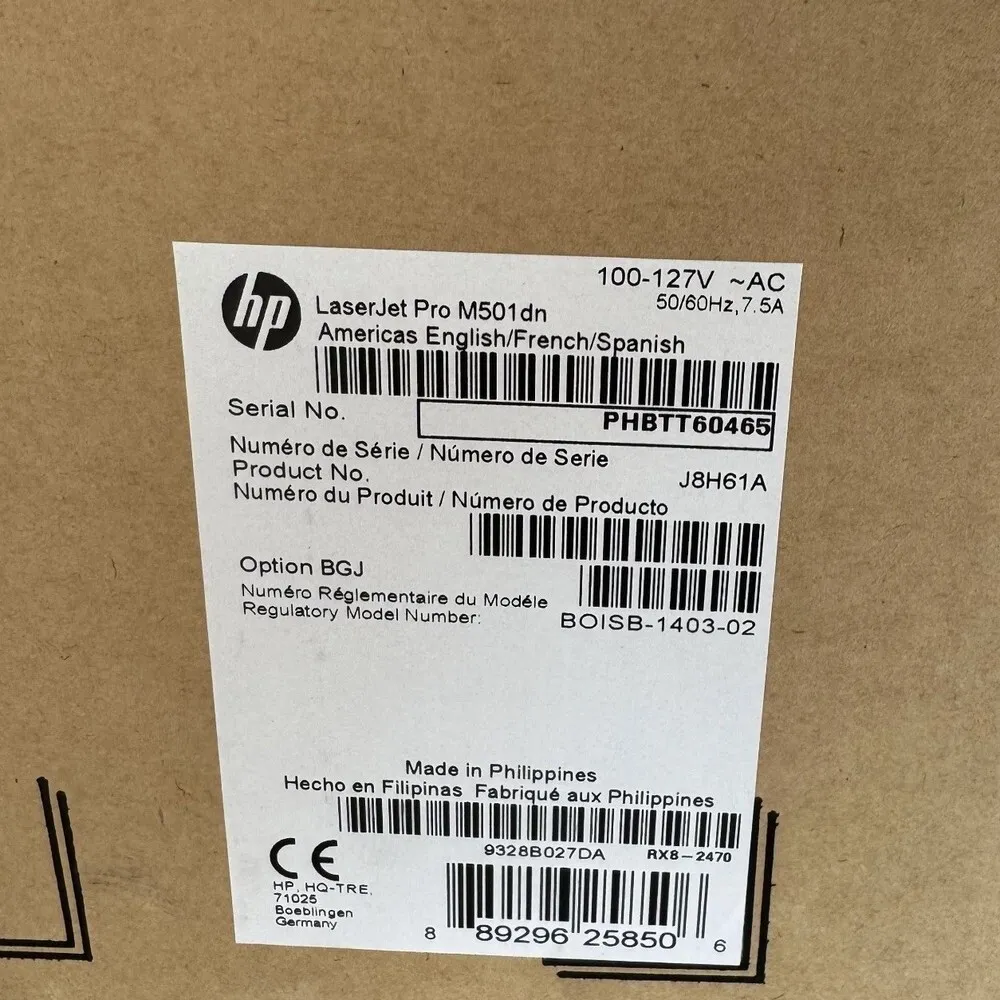 hp
LaserJet Pro M501dn
Americas English/French/Spanish
100-127V ~AC
50/60Hz,7.5A
Serial No.
PHBTT60465
Numéro de Série / Número de Serie
Product No.
J8H61A
Numéro du Produit / Número de Producto
Option BGJ
Numéro Réglementaire du Modéle
Regulatory Model Number:
BOISB-1403-02
Made in Philippines
Hecho en Filipinas Fabriqué aux Philippines
9328B027DA RX8-2470
CE
HP, HQ-TRE,
71025
Boeblingen
Germany
8 89296 25850 6